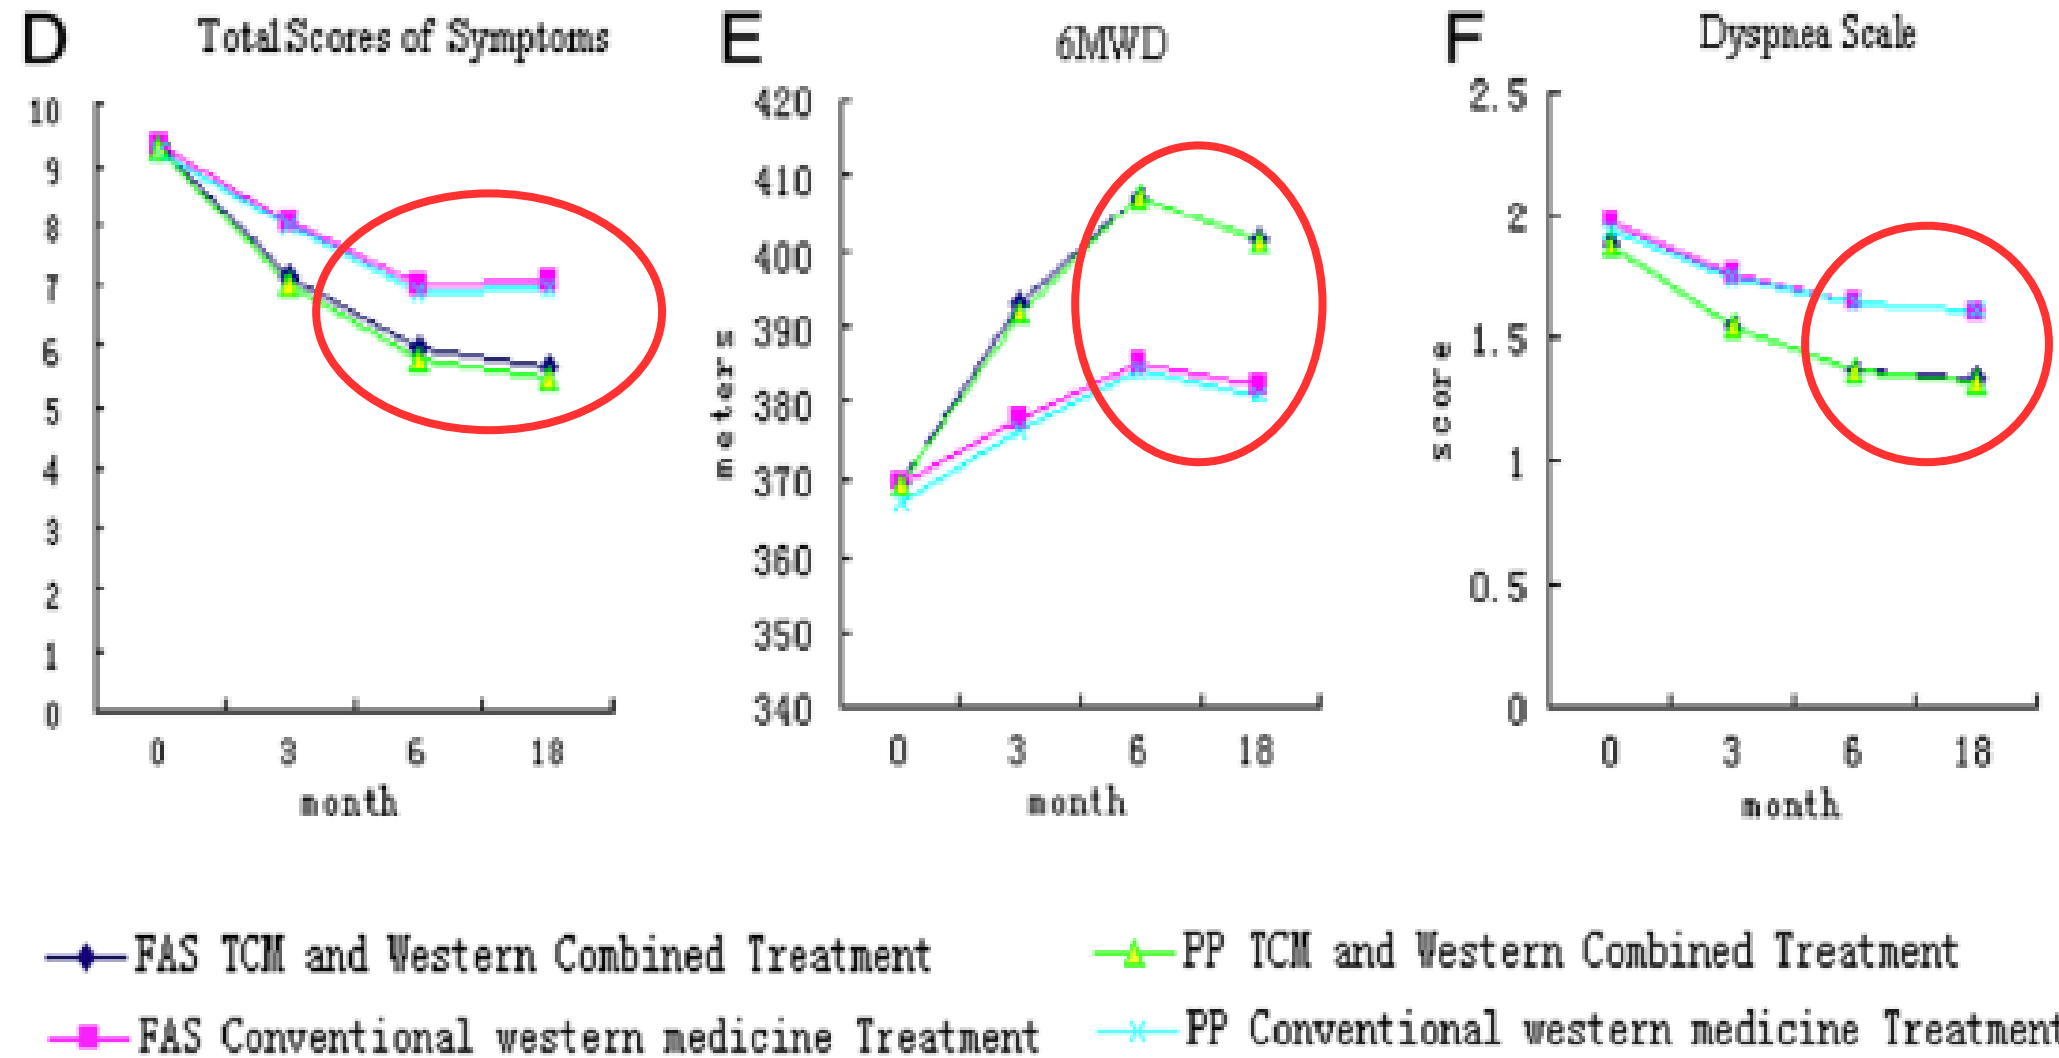 D Total Scores of Symptoms
10
9
8
7
6
5
4
3
2
1
0
0 3 6 18
month
E 6MWD
420
410
400
390
380
370
360
350
340
meters
0 3 6 18
month
F Dyspnea Scale
2.5
2
1.5
1
0.5
0
score
0 3 6 18
month
FAS TCM and Western Combined Treatment
PP TCM and Western Combined Treatment
FAS Conventional western medicine Treatment
PP Conventional western medicine Treatment